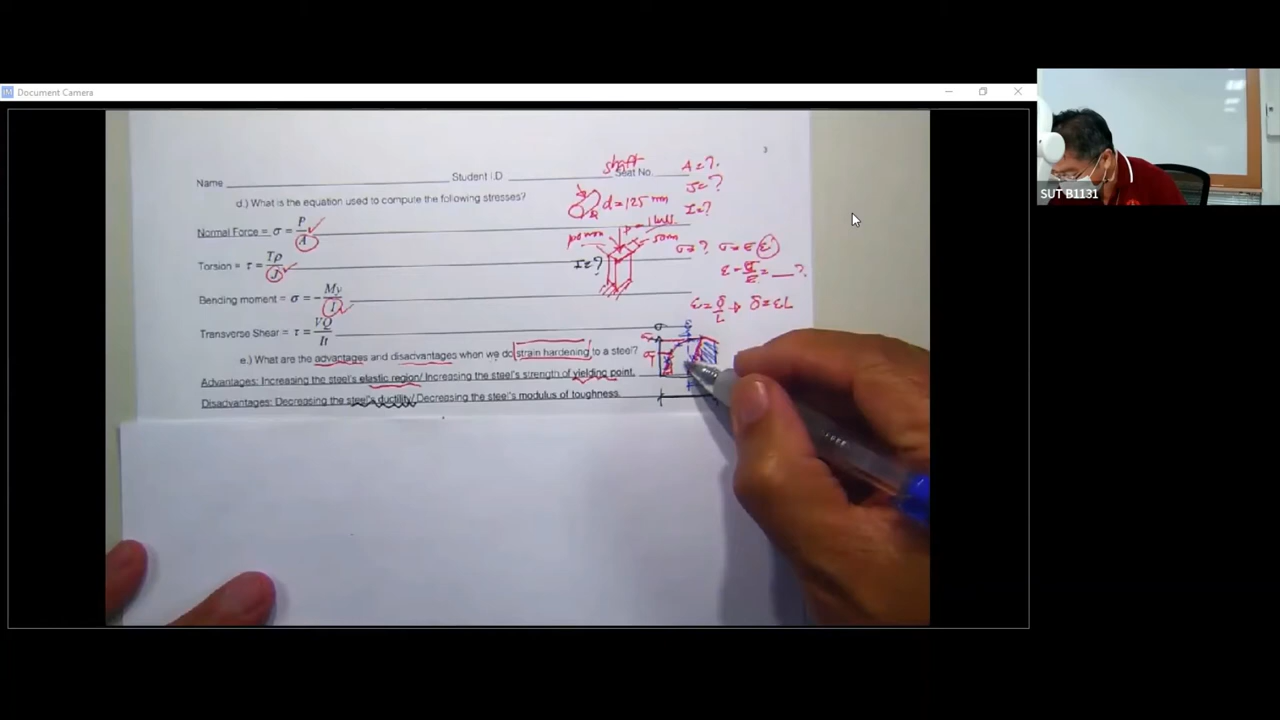 Document Camera
3
Name
Student I.D
Seat No.
shaft
A = ?.
J = ?
I = ?
d.) What is the equation used to compute the following stresses?
d = 125 mm
Normal Force = σ = P/A
Torsion = τ = Tρ/J
50mm
50mm
I = ?
σ = ?
Bending moment = σ = − My/I
ε = δ/L → δ = εL
Transverse Shear = τ = VQ/It
e.) What are the advantages and disadvantages when we do strain hardening to a steel?
Advantages: Increasing the steel's elastic region/ Increasing the steel's strength of yielding point.
Disadvantages: Decreasing the steel's ductility/ Decreasing the steel's modulus of toughness.
SUT B1131